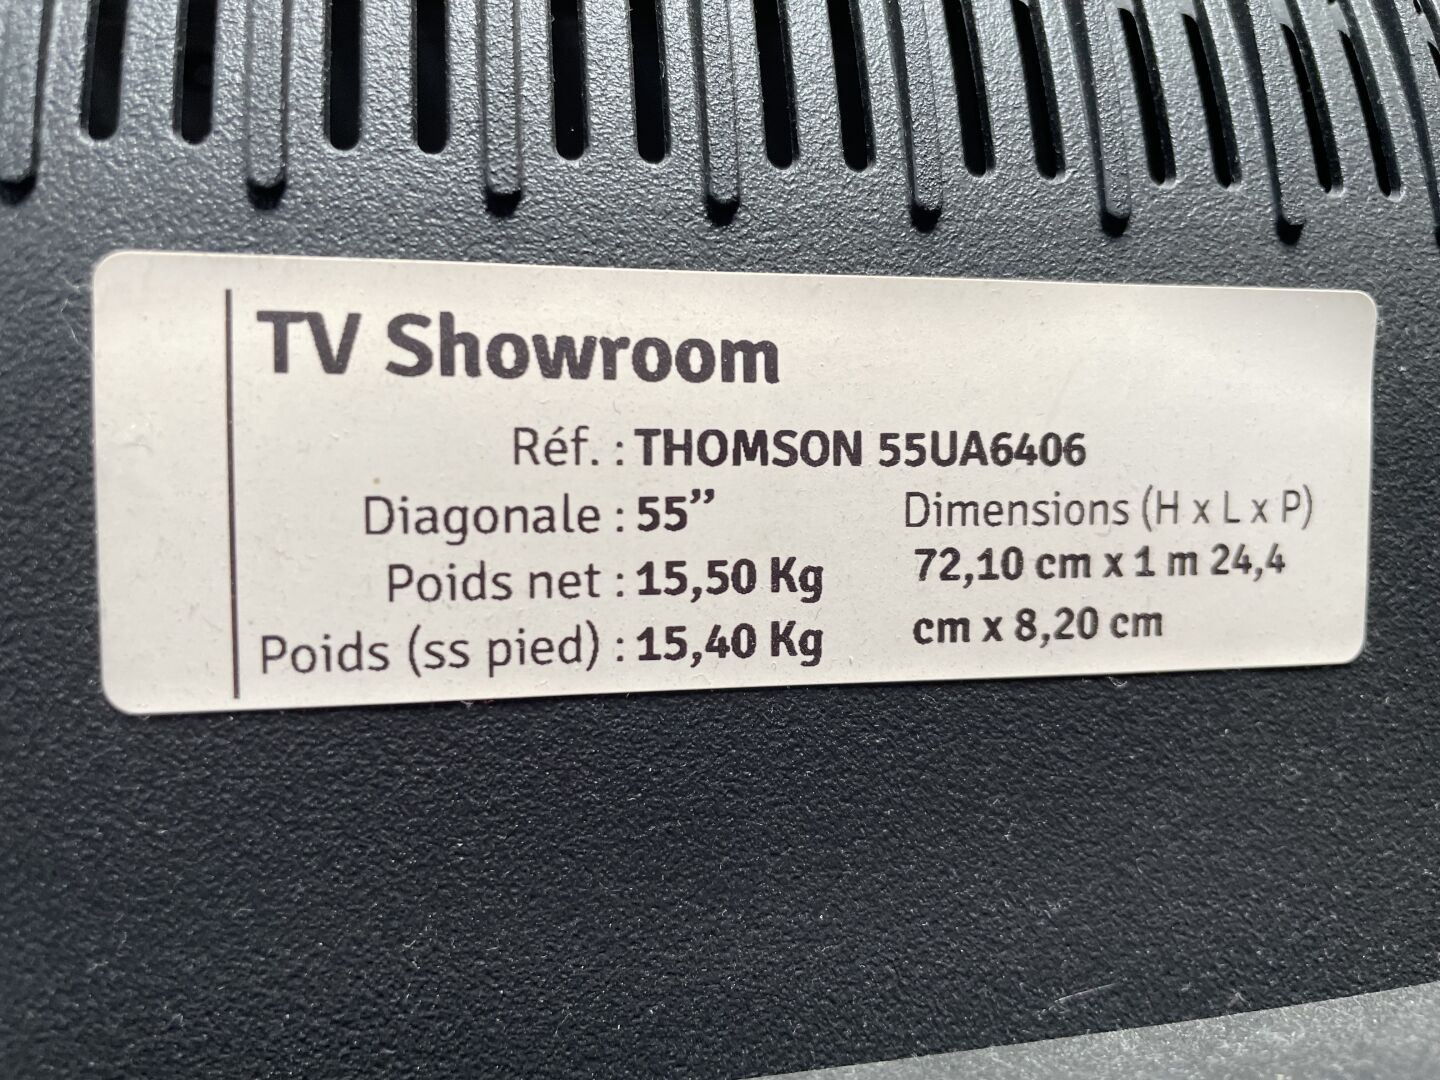 TV Showroom
Réf. : THOMSON 55UA6406
Diagonale : 55”
Poids net : 15,50 Kg
Poids (ss pied) : 15,40 Kg
Dimensions (H x L x P)
72,10 cm x 1 m 24,4
cm x 8,20 cm